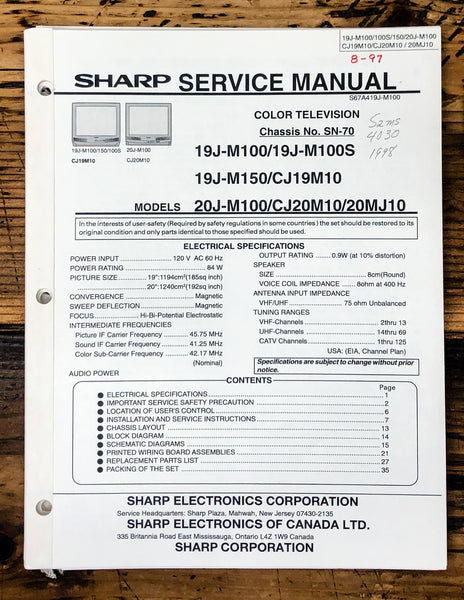 19J-M100/100S/150/20J-M100
CJ19M10/CJ20M10 / 20MJ10
8-97
SHARP SERVICE MANUAL
S67A419J-M100
COLOR TELEVISION
Chassis No. SN-70
Sams
4030
1998
19J-M100/150/100S
CJ19M10
20J-M100
CJ20M10
19J-M100/19J-M100S
19J-M150/CJ19M10
MODELS 20J-M100/CJ20M10/20MJ10
In the interests of user-safety (Required by safety regulations in some countries ) the set should be restored to its
original condition and only parts identical to those specified should be used.
ELECTRICAL SPECIFICATIONS
POWER INPUT 120 V AC 60 Hz
POWER RATING 84 W
PICTURE SIZE 19":1194cm²(185sq inch)
20": 1240cm²(192sq inch)
CONVERGENCE Magnetic
SWEEP DEFLECTION Magnetic
FOCUS Hi-Bi-Potential Electrostatic
INTERMEDIATE FREQUENCIES
Picture IF Carrier Frequency 45.75 MHz
Sound IF Carrier Frequency 41.25 MHz
Color Sub-Carrier Frequency 42.17 MHz
(Nominal)
AUDIO POWER
OUTPUT RATING 0.9W (at 10% distortion)
SPEAKER
SIZE 8cm(Round)
VOICE COIL IMPEDANCE 8ohm at 400 Hz
ANTENNA INPUT IMPEDANCE
VHF/UHF 75 ohm Unbalanced
TUNING RANGES
VHF-Channels 2thru 13
UHF-Channels 14thru 69
CATV Channels 1thru 125
USA: (EIA, Channel Plan)
Specifications are subject to change without prior
notice.
CONTENTS
Page
● ELECTRICAL SPECIFICATIONS 1
● IMPORTANT SERVICE SAFETY PRECAUTION 2
● LOCATION OF USER'S CONTROL 6
● INSTALLATION AND SERVICE INSTRUCTIONS 7
● CHASSIS LAYOUT 13
● BLOCK DIAGRAM 14
● SCHEMATIC DIAGRAMS 15
● PRINTED WIRING BOARD ASSEMBLIES 21
● REPLACEMENT PARTS LIST 27
● PACKING OF THE SET 35
SHARP ELECTRONICS CORPORATION
Service Headquarters: Sharp Plaza, Mahwah, New Jersey 07430-2135
SHARP ELECTRONICS OF CANADA LTD.
335 Britannia Road East Mississauga, Ontario L4Z 1W9 Canada
SHARP CORPORATION